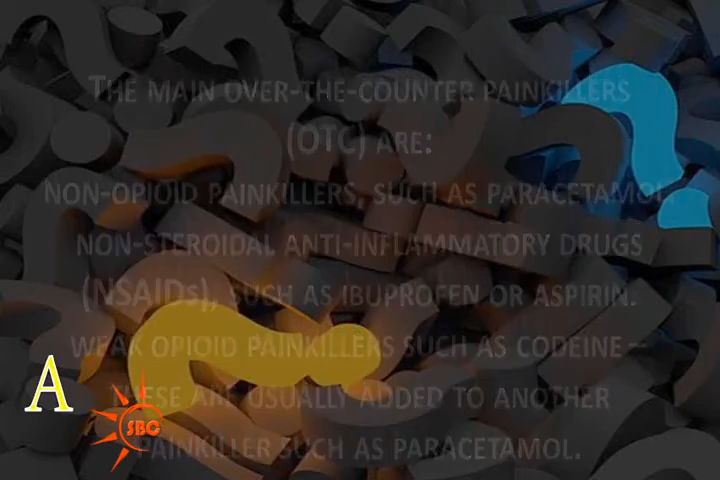 THE MAIN OVER-THE-COUNTER PAINKILLERS
(OTC) ARE:
NON-OPIOID PAINKILLERS, SUCH AS PARACETAMOL.
NON-STEROIDAL ANTI-INFLAMMATORY DRUGS
(NSAIDs), SUCH AS IBUPROFEN OR ASPIRIN.
WEAK OPIOID PAINKILLERS SUCH AS CODEINE –
ESE ARE USUALLY ADDED TO ANOTHER
PAINKILLER SUCH AS PARACETAMOL.
A
SBC